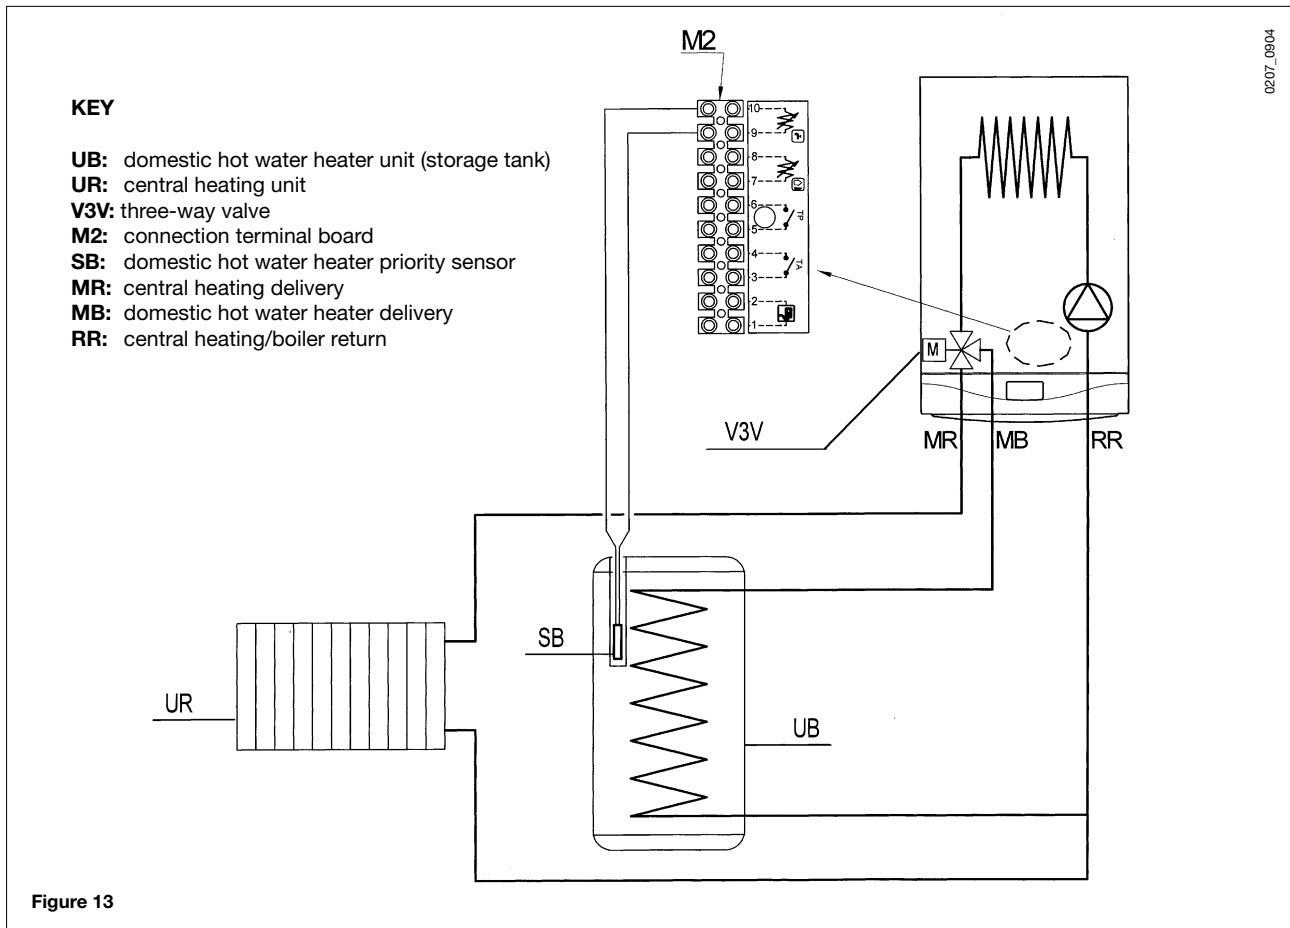 M2
0207_0904
KEY
UB: domestic hot water heater unit (storage tank)
UR: central heating unit
V3V: three-way valve
M2: connection terminal board
SB: domestic hot water heater priority sensor
MR: central heating delivery
MB: domestic hot water heater delivery
RR: central heating/boiler return
10
9
8
7
6
TP
5
4
TA
3
2
1
M
V3V
MR
MB
RR
SB
UR
UB
Figure 13